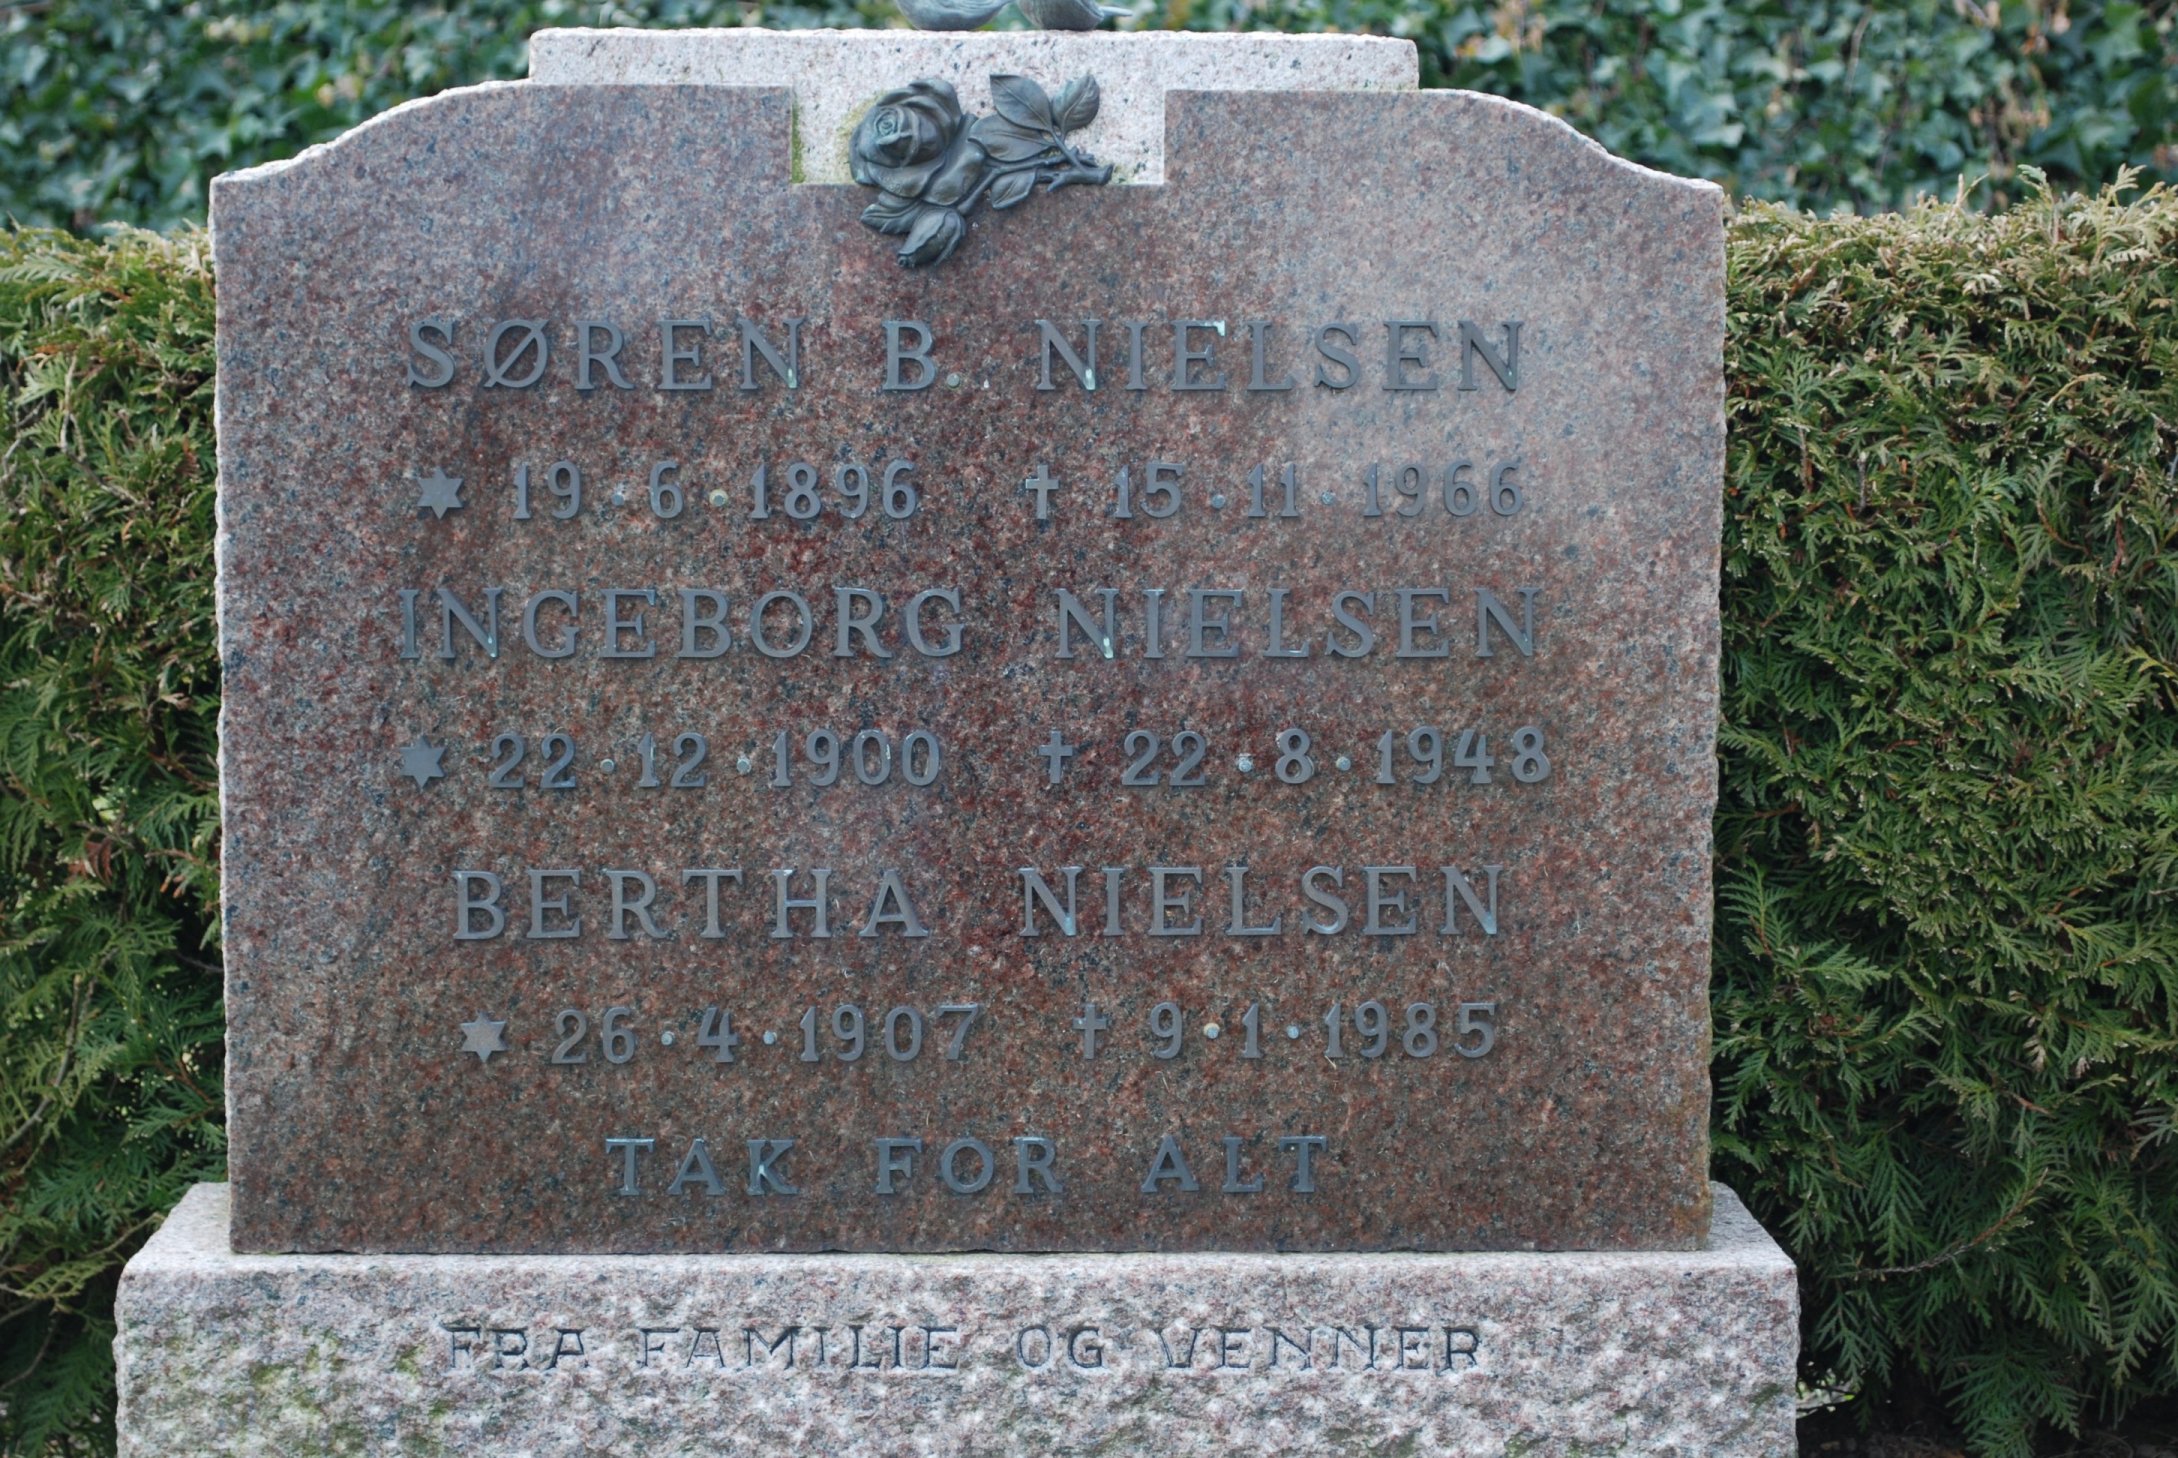 SØREN B. NIELSEN
✶ 19·6·1896 † 15·11·1966
INGEBORG NIELSEN
✶ 22·12·1900 † 22·8·1948
BERTHA NIELSEN
✶ 26·4·1907 † 9·1·1985
TAK FOR ALT
FRA FAMILIE OG VENNER